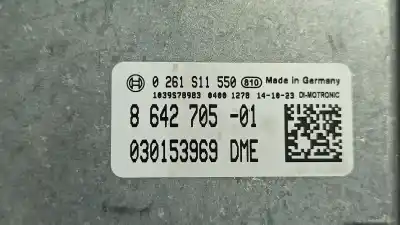 0 261 S11 550 810 Made in Germany
1039S78983 0400 1278 14-10-23 DI-MOTRONIC
8 642 705 -01
030153969 DME